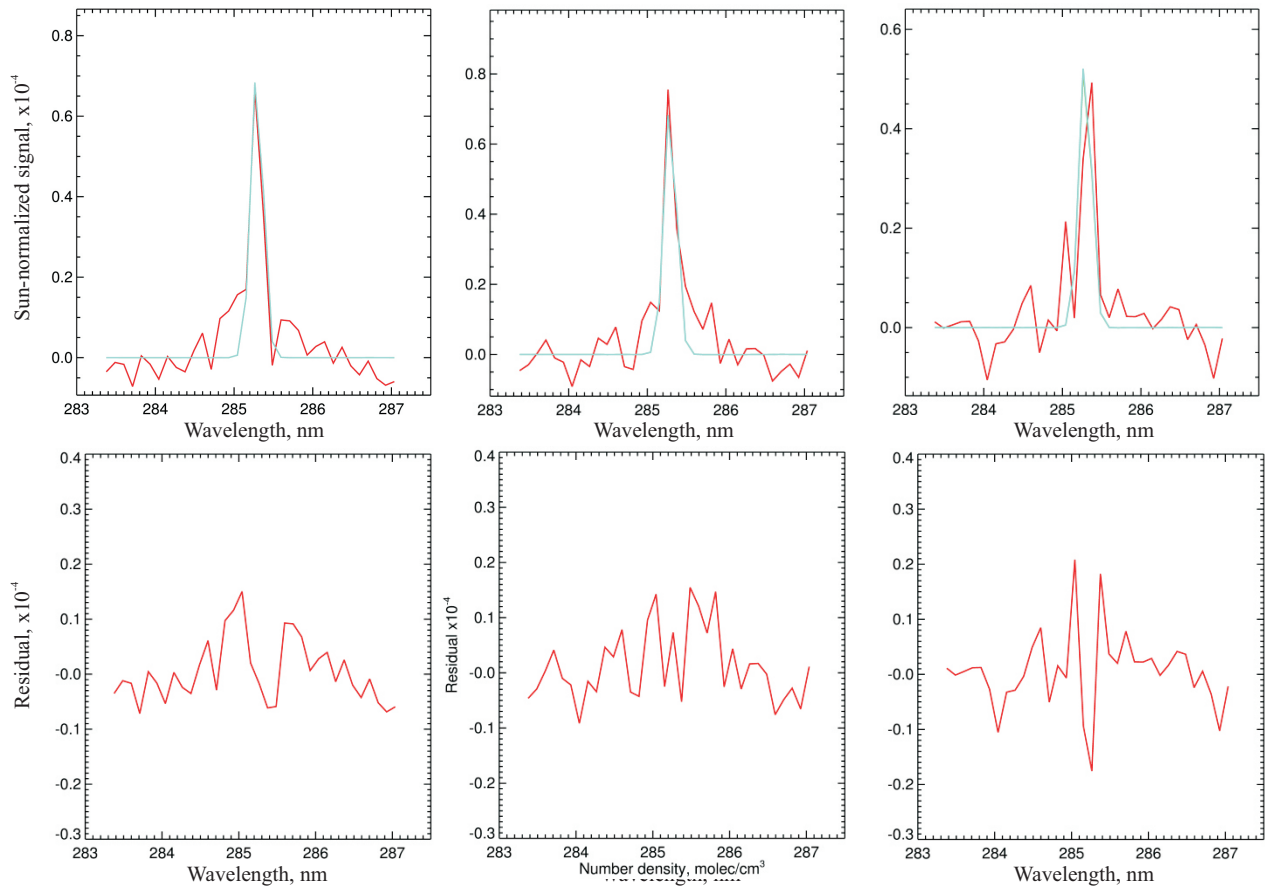 Sun-normalized signal, x10-4
0.8
0.6
0.4
0.2
0.0
283 284 285 286 287
Wavelength, nm
0.8
0.6
0.4
0.2
0.0
283 284 285 286 287
Wavelength, nm
0.6
0.4
0.2
0.0
283 284 285 286 287
Wavelength, nm
Residual, x10-4
0.4
0.3
0.2
0.1
-0.0
-0.1
-0.2
-0.3
283 284 285 286 287
Wavelength, nm
Residual x10-4
0.4
0.3
0.2
0.1
-0.0
-0.1
-0.2
-0.3
283 284 285 286 287
Number density, molec/cm3
0.4
0.3
0.2
0.1
-0.0
-0.1
-0.2
-0.3
283 284 285 286 287
Wavelength, nm